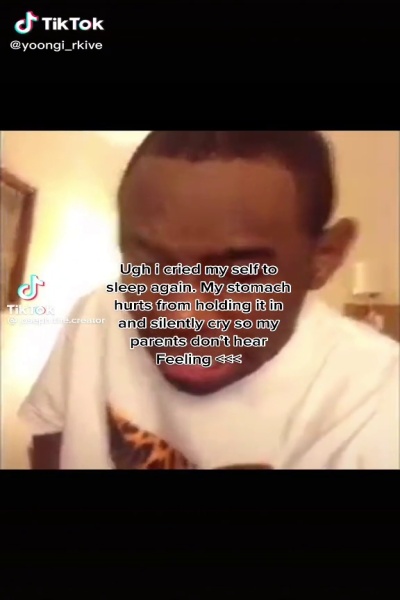 TikTok
@yoongi_rkive
Ugh i cried my self to
sleep again. My stomach
hurts from holding it in
and silently cry so my
parents don't hear
Feeling <<<
TikTok